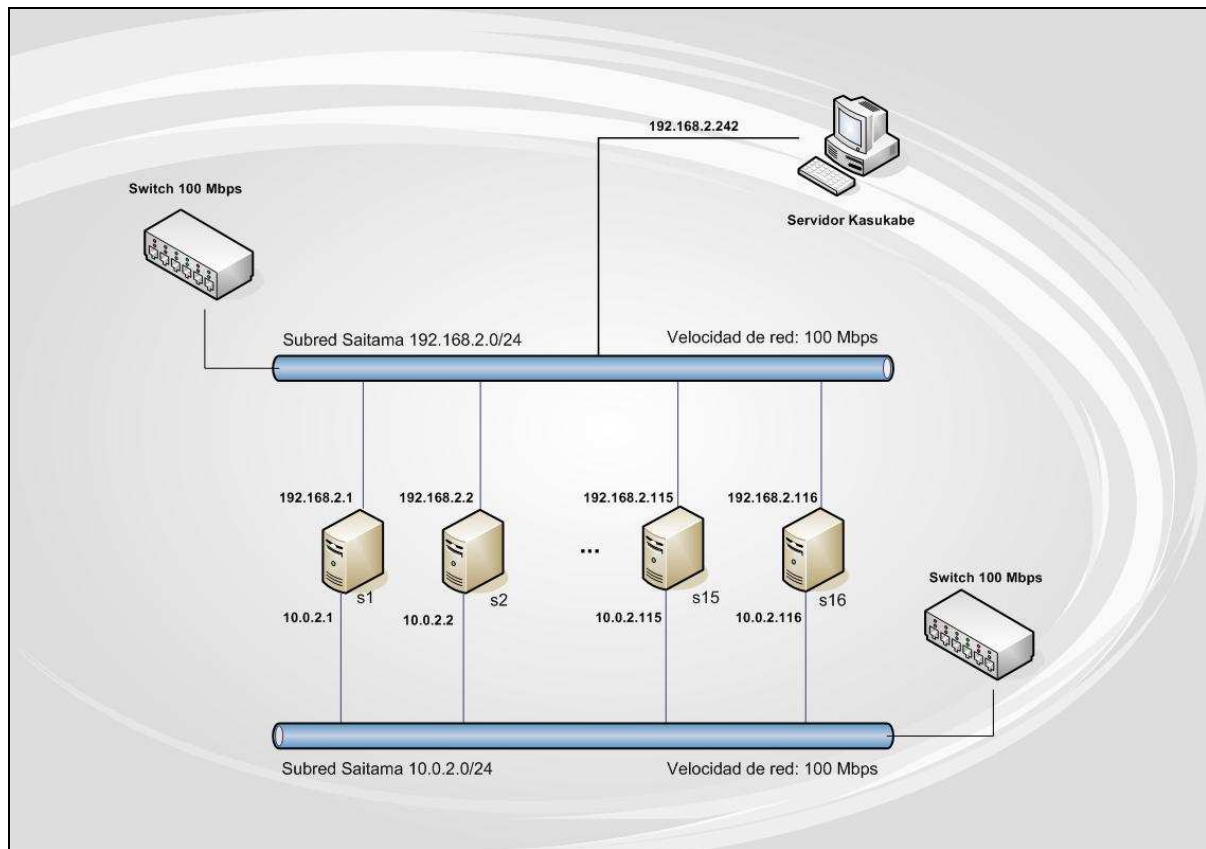 192.168.2.242
Servidor Kasukabe
Switch 100 Mbps
Subred Saitama 192.168.2.0/24
Velocidad de red: 100 Mbps
192.168.2.1
192.168.2.2
192.168.2.115
192.168.2.116
...
s1
s2
s15
s16
10.0.2.1
10.0.2.2
10.0.2.115
10.0.2.116
Switch 100 Mbps
Subred Saitama 10.0.2.0/24
Velocidad de red: 100 Mbps